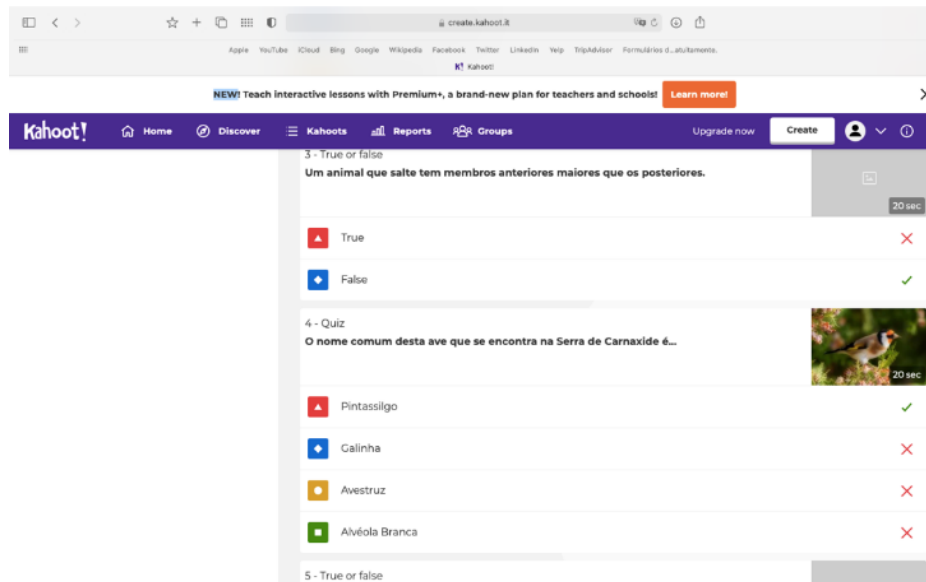 create.kahoot.it
Apple YouTube iCloud Bing Google Wikipedia Facebook Twitter LinkedIn Yelp TripAdvisor Formulários d...atuitamente.
K! Kahoot!
NEW! Teach interactive lessons with Premium+, a brand-new plan for teachers and schools! Learn more!
Kahoot! Home Discover Kahoots Reports Groups Upgrade now Create
3 - True or false
Um animal que salte tem membros anteriores maiores que os posteriores.
20 sec
True
False
4 - Quiz
O nome comum desta ave que se encontra na Serra de Carnaxide é...
20 sec
Pintassilgo
Galinha
Avestruz
Alvéola Branca
5 - True or false